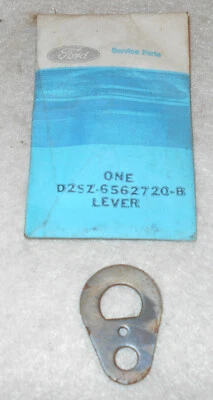 Ford
Service Parts
ONE
D2SZ-6562720-B
LEVER